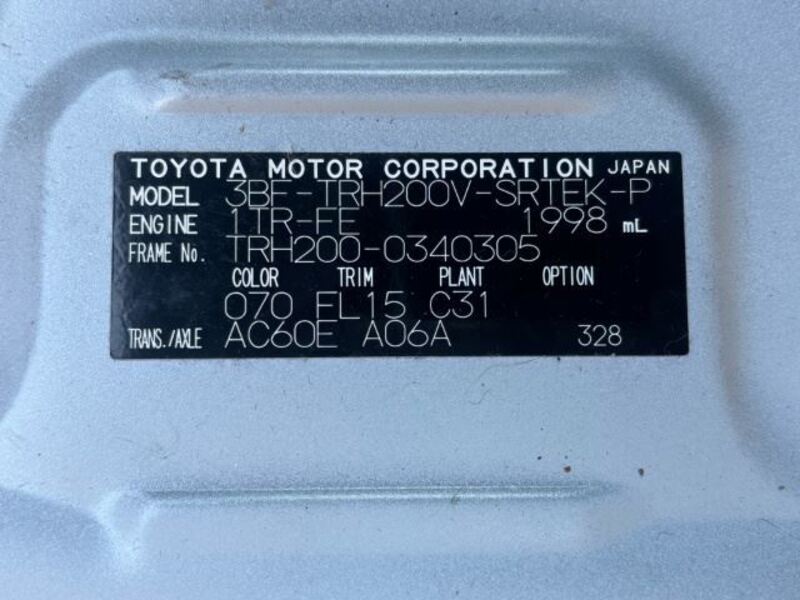 TOYOTA MOTOR CORPORATION JAPAN
MODEL 3BF-TRH200V-SRTEK-P
ENGINE 1TR-FE 1998 mL
FRAME No. TRH200-0340305
COLOR TRIM PLANT OPTION
070 FL15 C31
TRANS./AXLE AC60E A06A 328